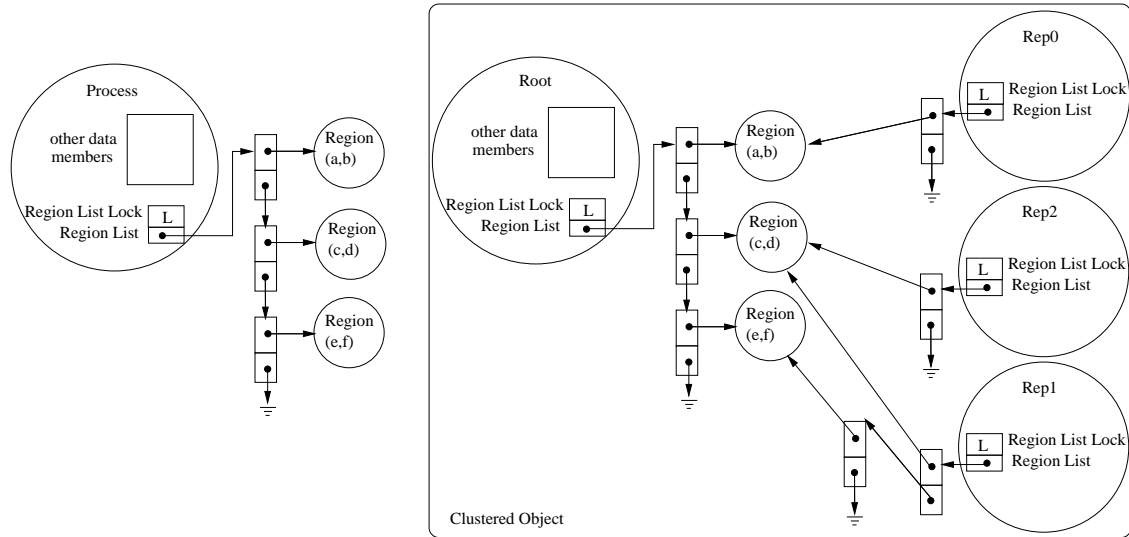 Process
other data
members
Region List Lock
L
Region List
Region
(a,b)
Region
(c,d)
Region
(e,f)
Root
other data
members
Region List Lock
L
Region List
Region
(a,b)
Region
(c,d)
Region
(e,f)
Rep0
L
Region List Lock
Region List
Rep2
L
Region List Lock
Region List
Rep1
L
Region List Lock
Region List
Clustered Object